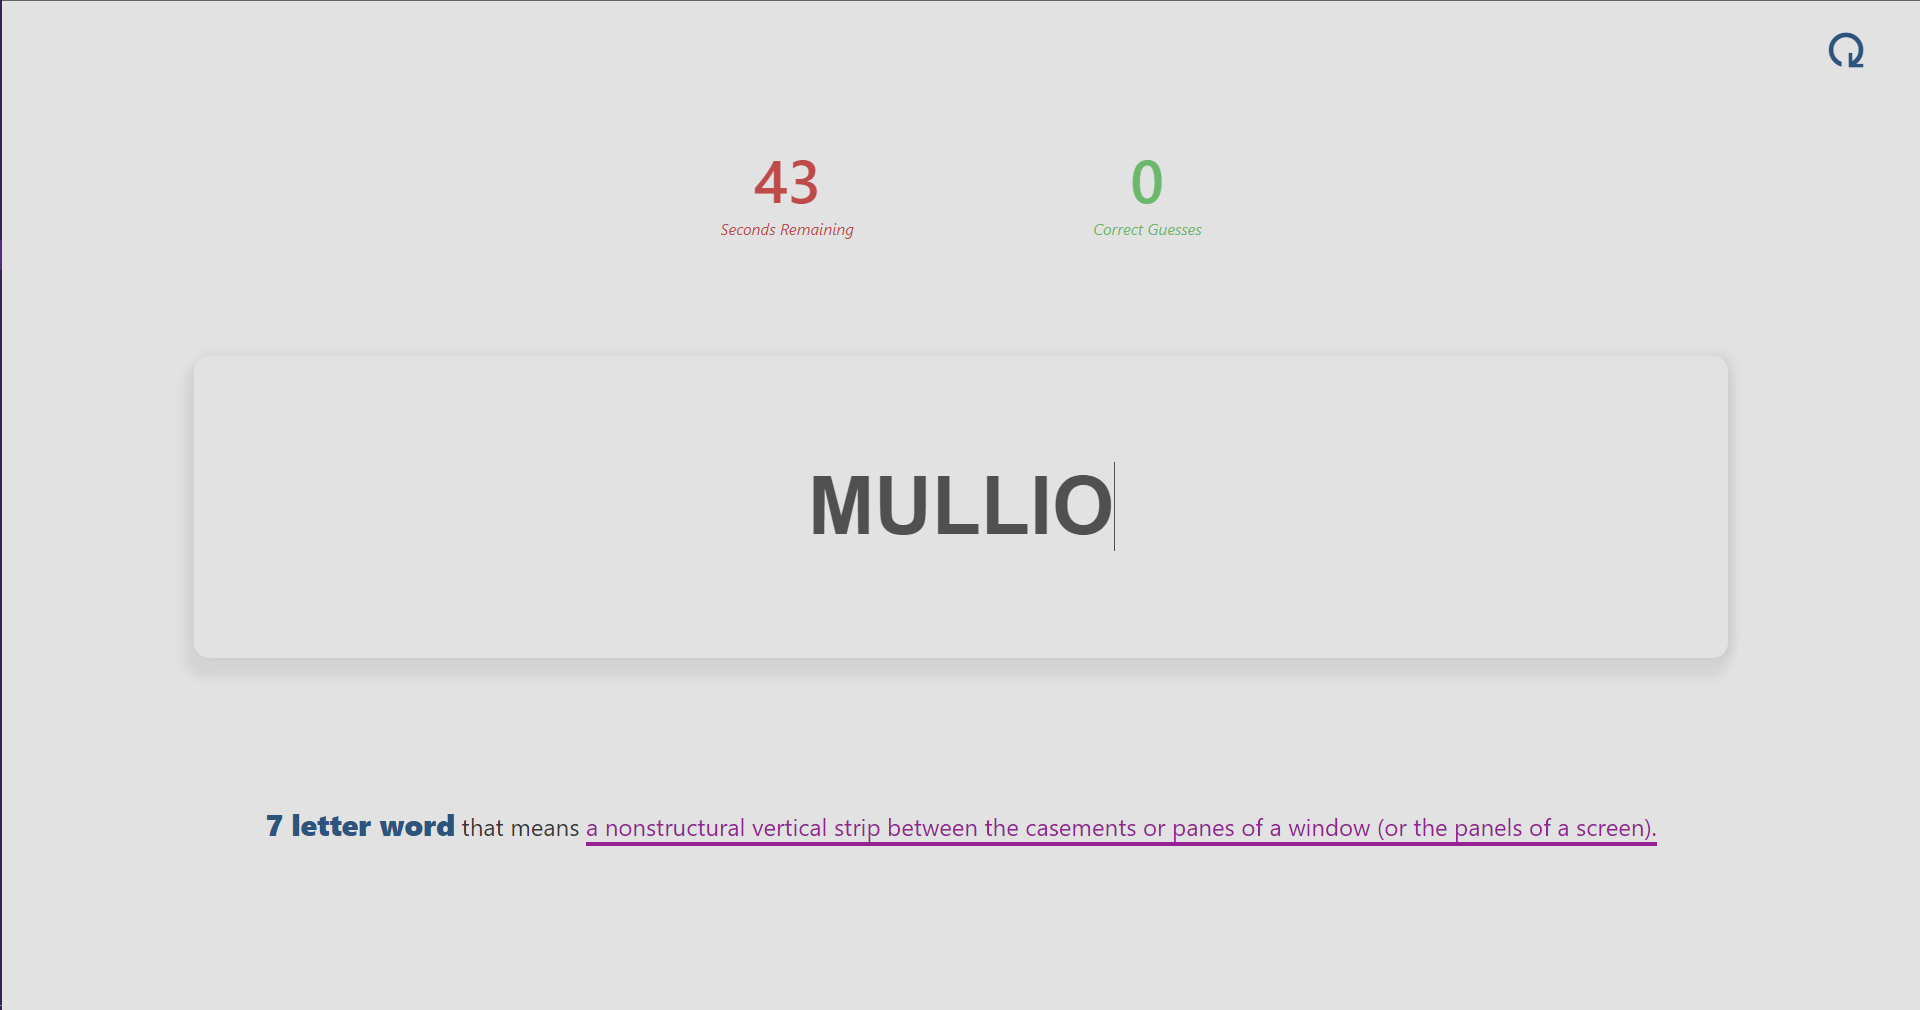 43
Seconds Remaining
0
Correct Guesses
MULLIO
7 letter word that means a nonstructural vertical strip between the casements or panes of a window (or the panels of a screen).